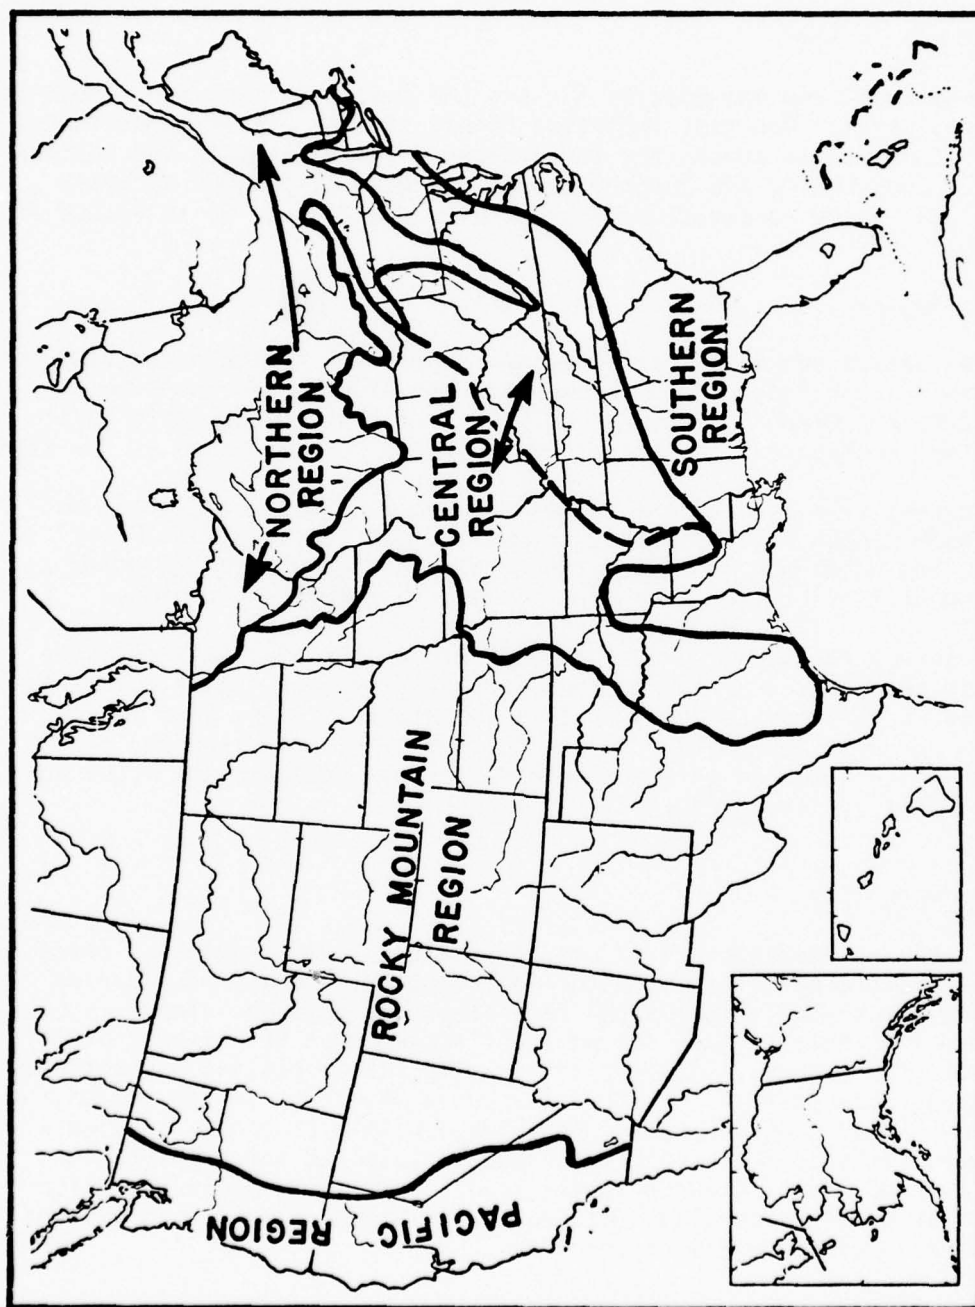 PACIFIC REGION
ROCKY MOUNTAIN
REGION
NORTHERN
REGION
CENTRAL
REGION
SOUTHERN
REGION